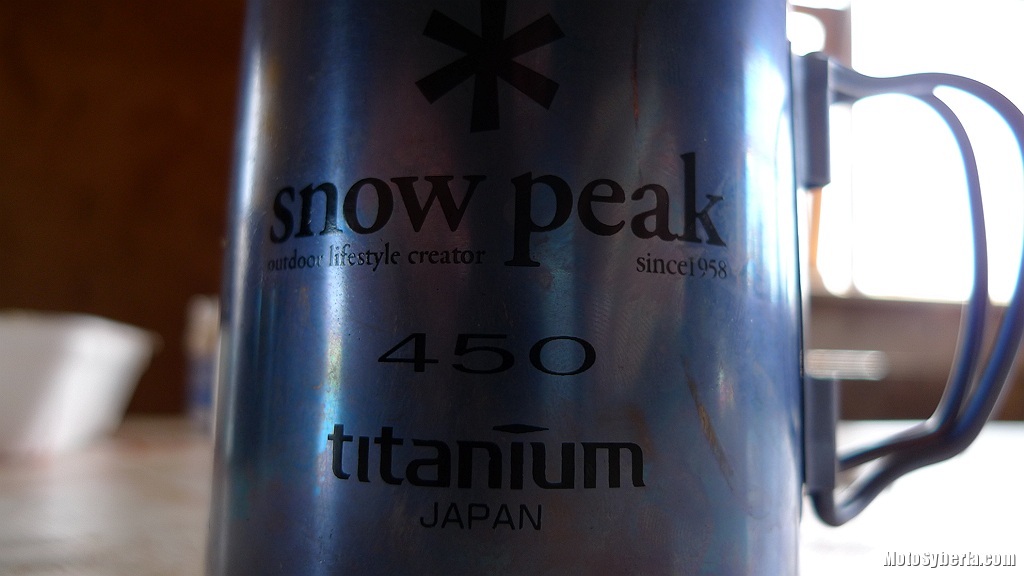 snow peak
outdoor lifestyle creator since1958
450
titanium
JAPAN
MotoSyberia.com